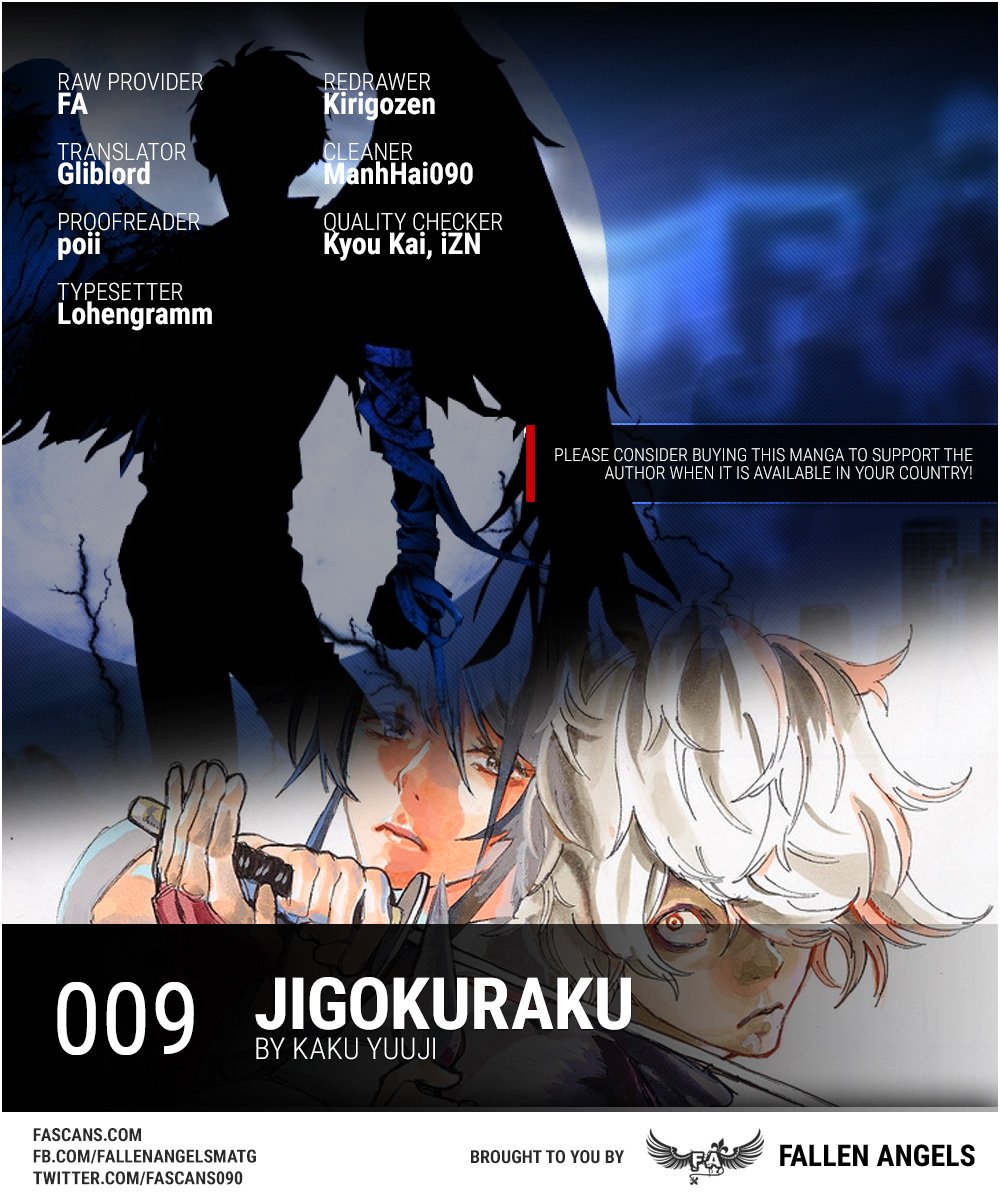 RAW PROVIDER
FA
TRANSLATOR
Gliblord
PROOFREADER
poii
TYPESETTER
Lohengramm
REDRAWER
Kirigozen
CLEANER
ManhHai090
QUALITY CHECKER
Kyou Kai, iZN
PLEASE CONSIDER BUYING THIS MANGA TO SUPPORT THE
AUTHOR WHEN IT IS AVAILABLE IN YOUR COUNTRY!
009
JIGOKURAKU
BY KAKU YUUJI
FASCANS.COM
FB.COM/FALLENANGELSMATG
TWITTER.COM/FASCANS090
BROUGHT TO YOU BY
FA
FALLEN ANGELS